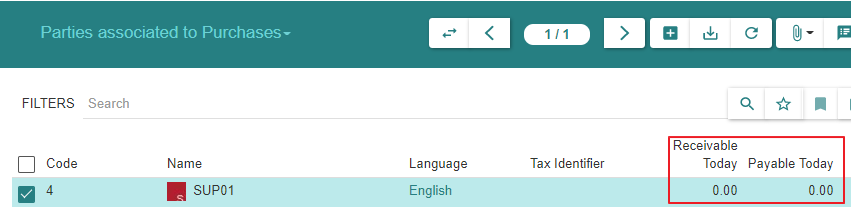 Parties associated to Purchases
1 / 1
FILTERS Search
Receivable
Code Name Language Tax Identifier Today Payable Today
4 S SUP01 English 0.00 0.00